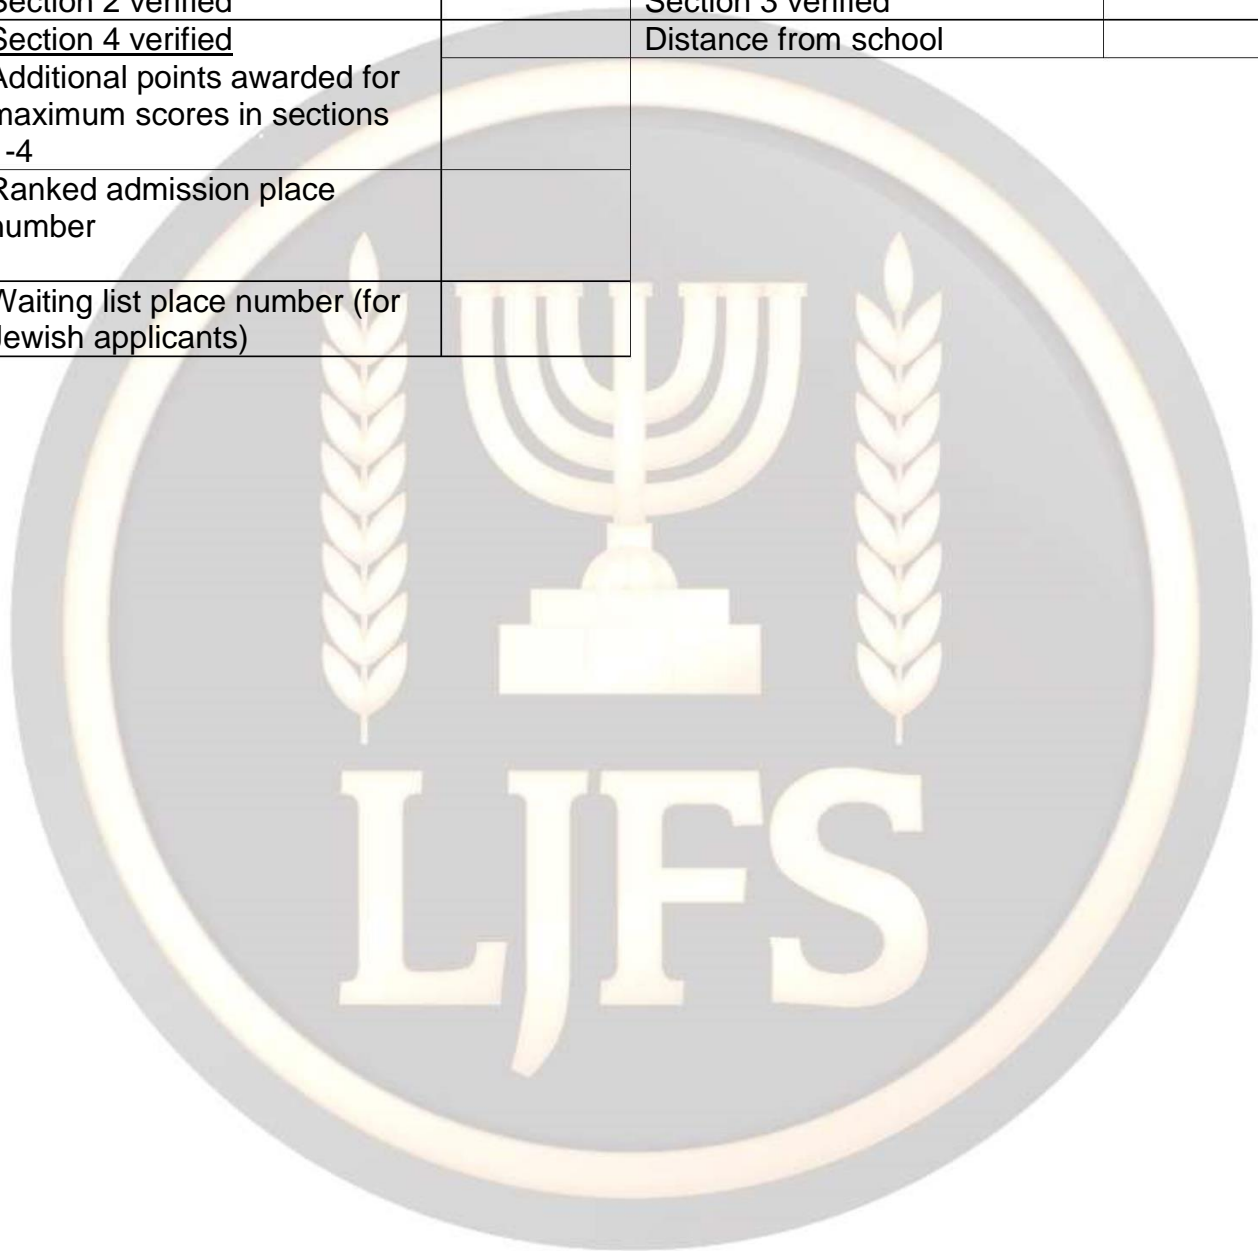 Section 2 verified
Section 3 verified
Section 4 verified
Distance from school
Additional points awarded for
maximum scores in sections
-4
Ranked admission place
number
Waiting list place number (for
Jewish applicants)
LJFS